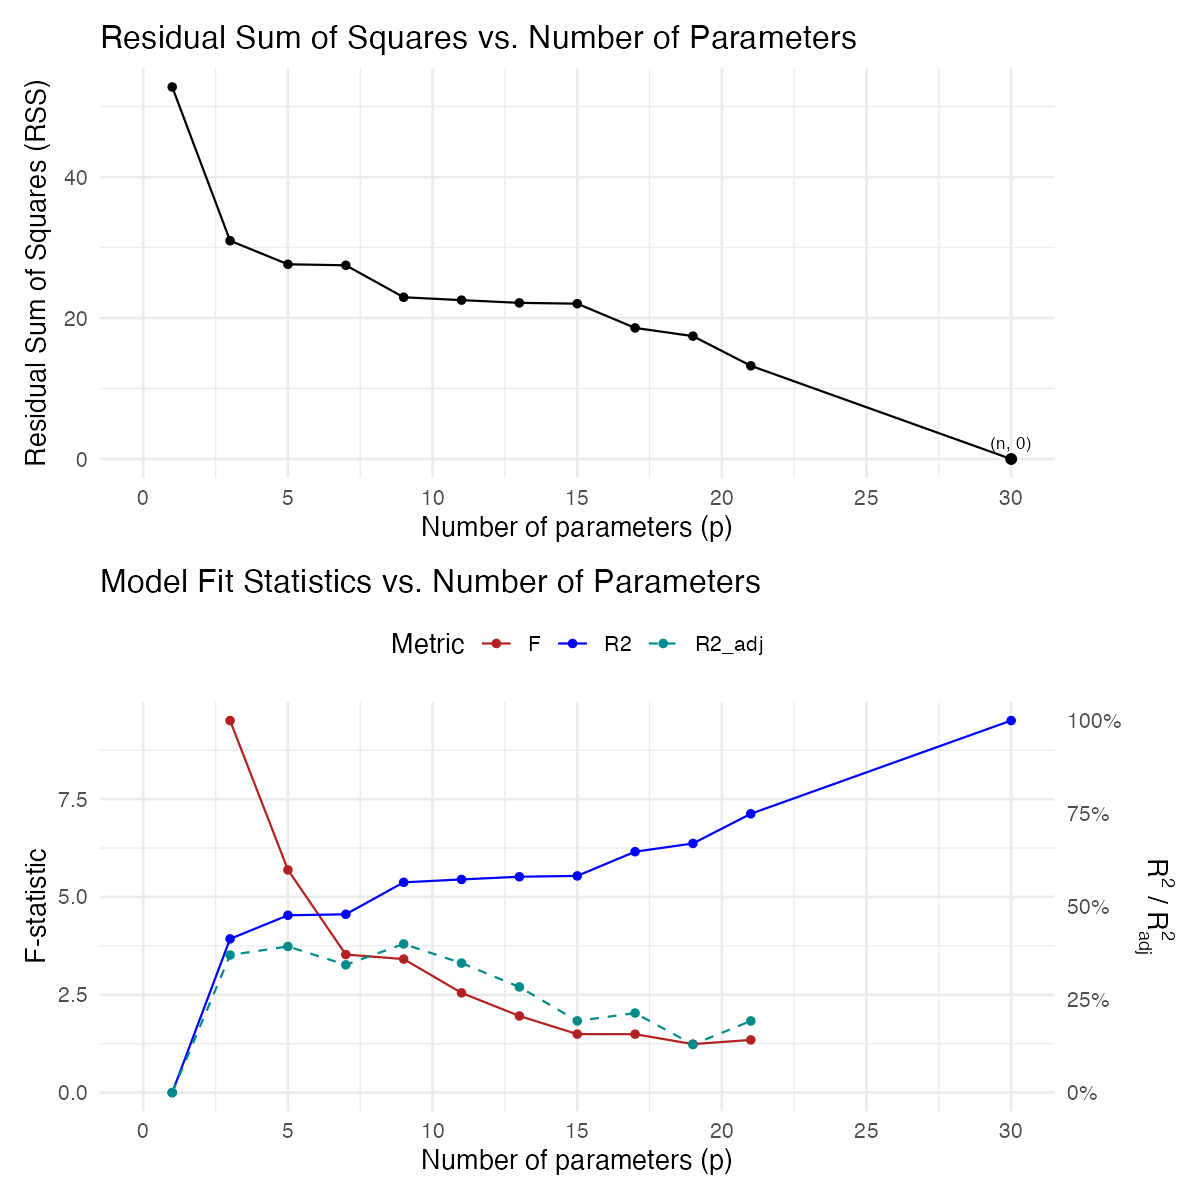 Residual Sum of Squares vs. Number of Parameters
Residual Sum of Squares (RSS)
40
20
0
(n, 0)
0 5 10 15 20 25 30
Number of parameters (p)
Model Fit Statistics vs. Number of Parameters
Metric F R2 R2_adj
F-statistic
7.5
5.0
2.5
0.0
100%
75%
50%
25%
0%
R² / R²adj
0 5 10 15 20 25 30
Number of parameters (p)